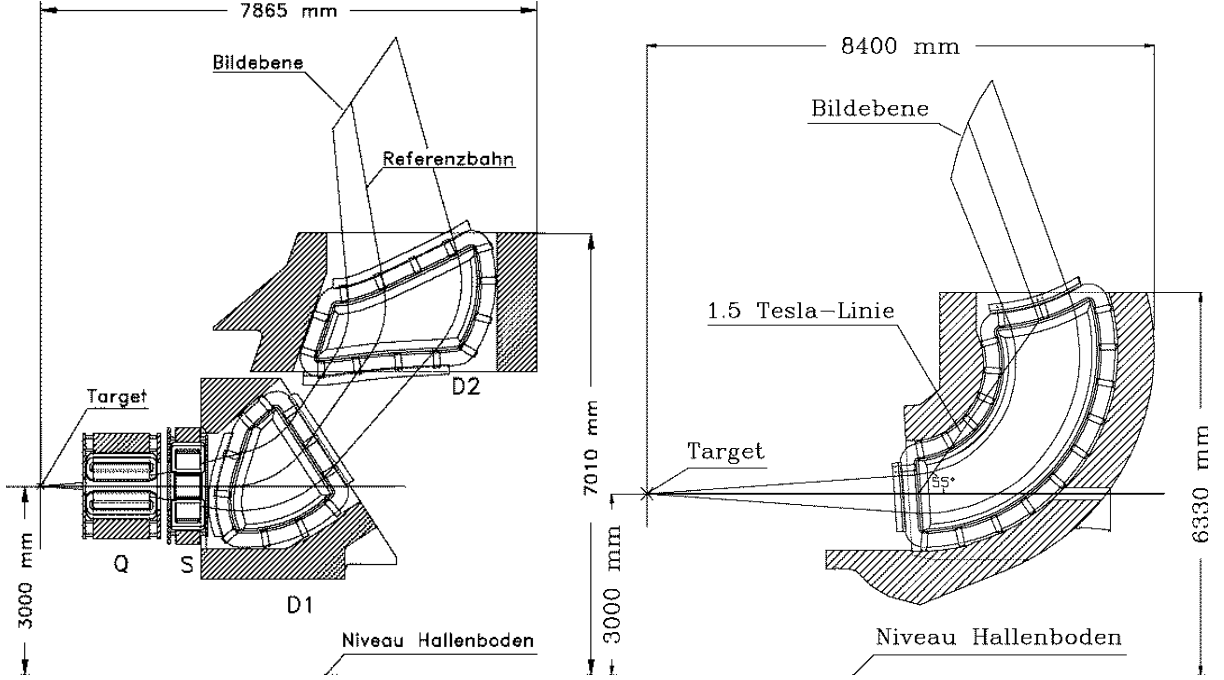 7865 mm
Bildebene
Referenzbahn
Target
D2
Q
S
D1
3000 mm
7010 mm
Niveau Hallenboden
8400 mm
Bildebene
1.5 Tesla-Linie
Target
55°
3000 mm
6330 mm
Niveau Hallenboden